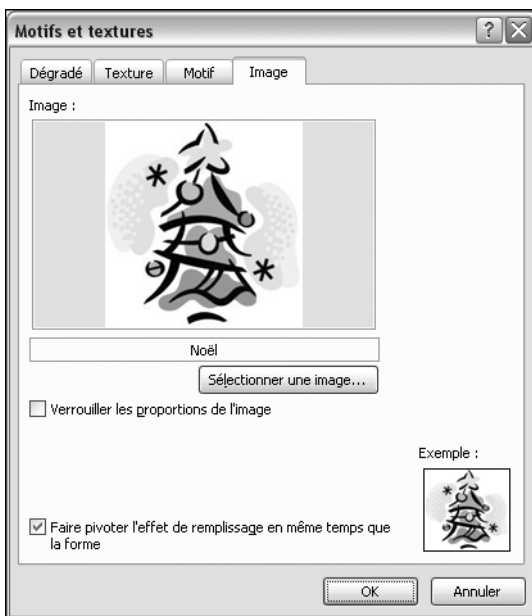 Motifs et textures
Dégradé Texture Motif Image
Image :
Noël
Sélectionner une image...
Verrouiller les proportions de l'image
Exemple :
Faire pivoter l'effet de remplissage en même temps que
la forme
OK Annuler